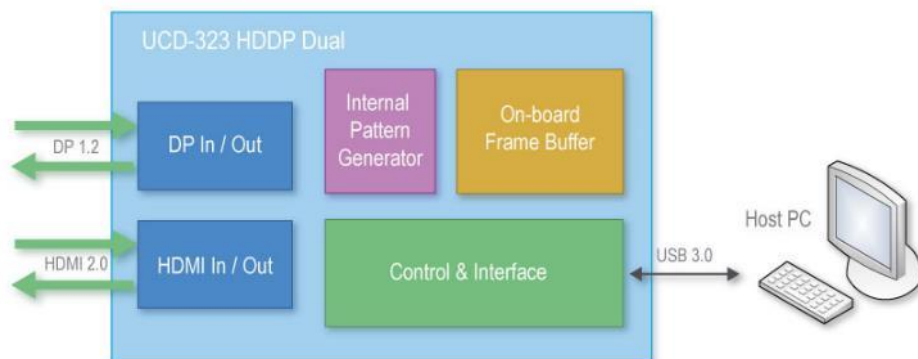 UCD-323 HDDP Dual
DP 1.2
DP In / Out
Internal
Pattern
Generator
On-board
Frame Buffer
HDMI 2.0
HDMI In / Out
Control & Interface
USB 3.0
Host PC